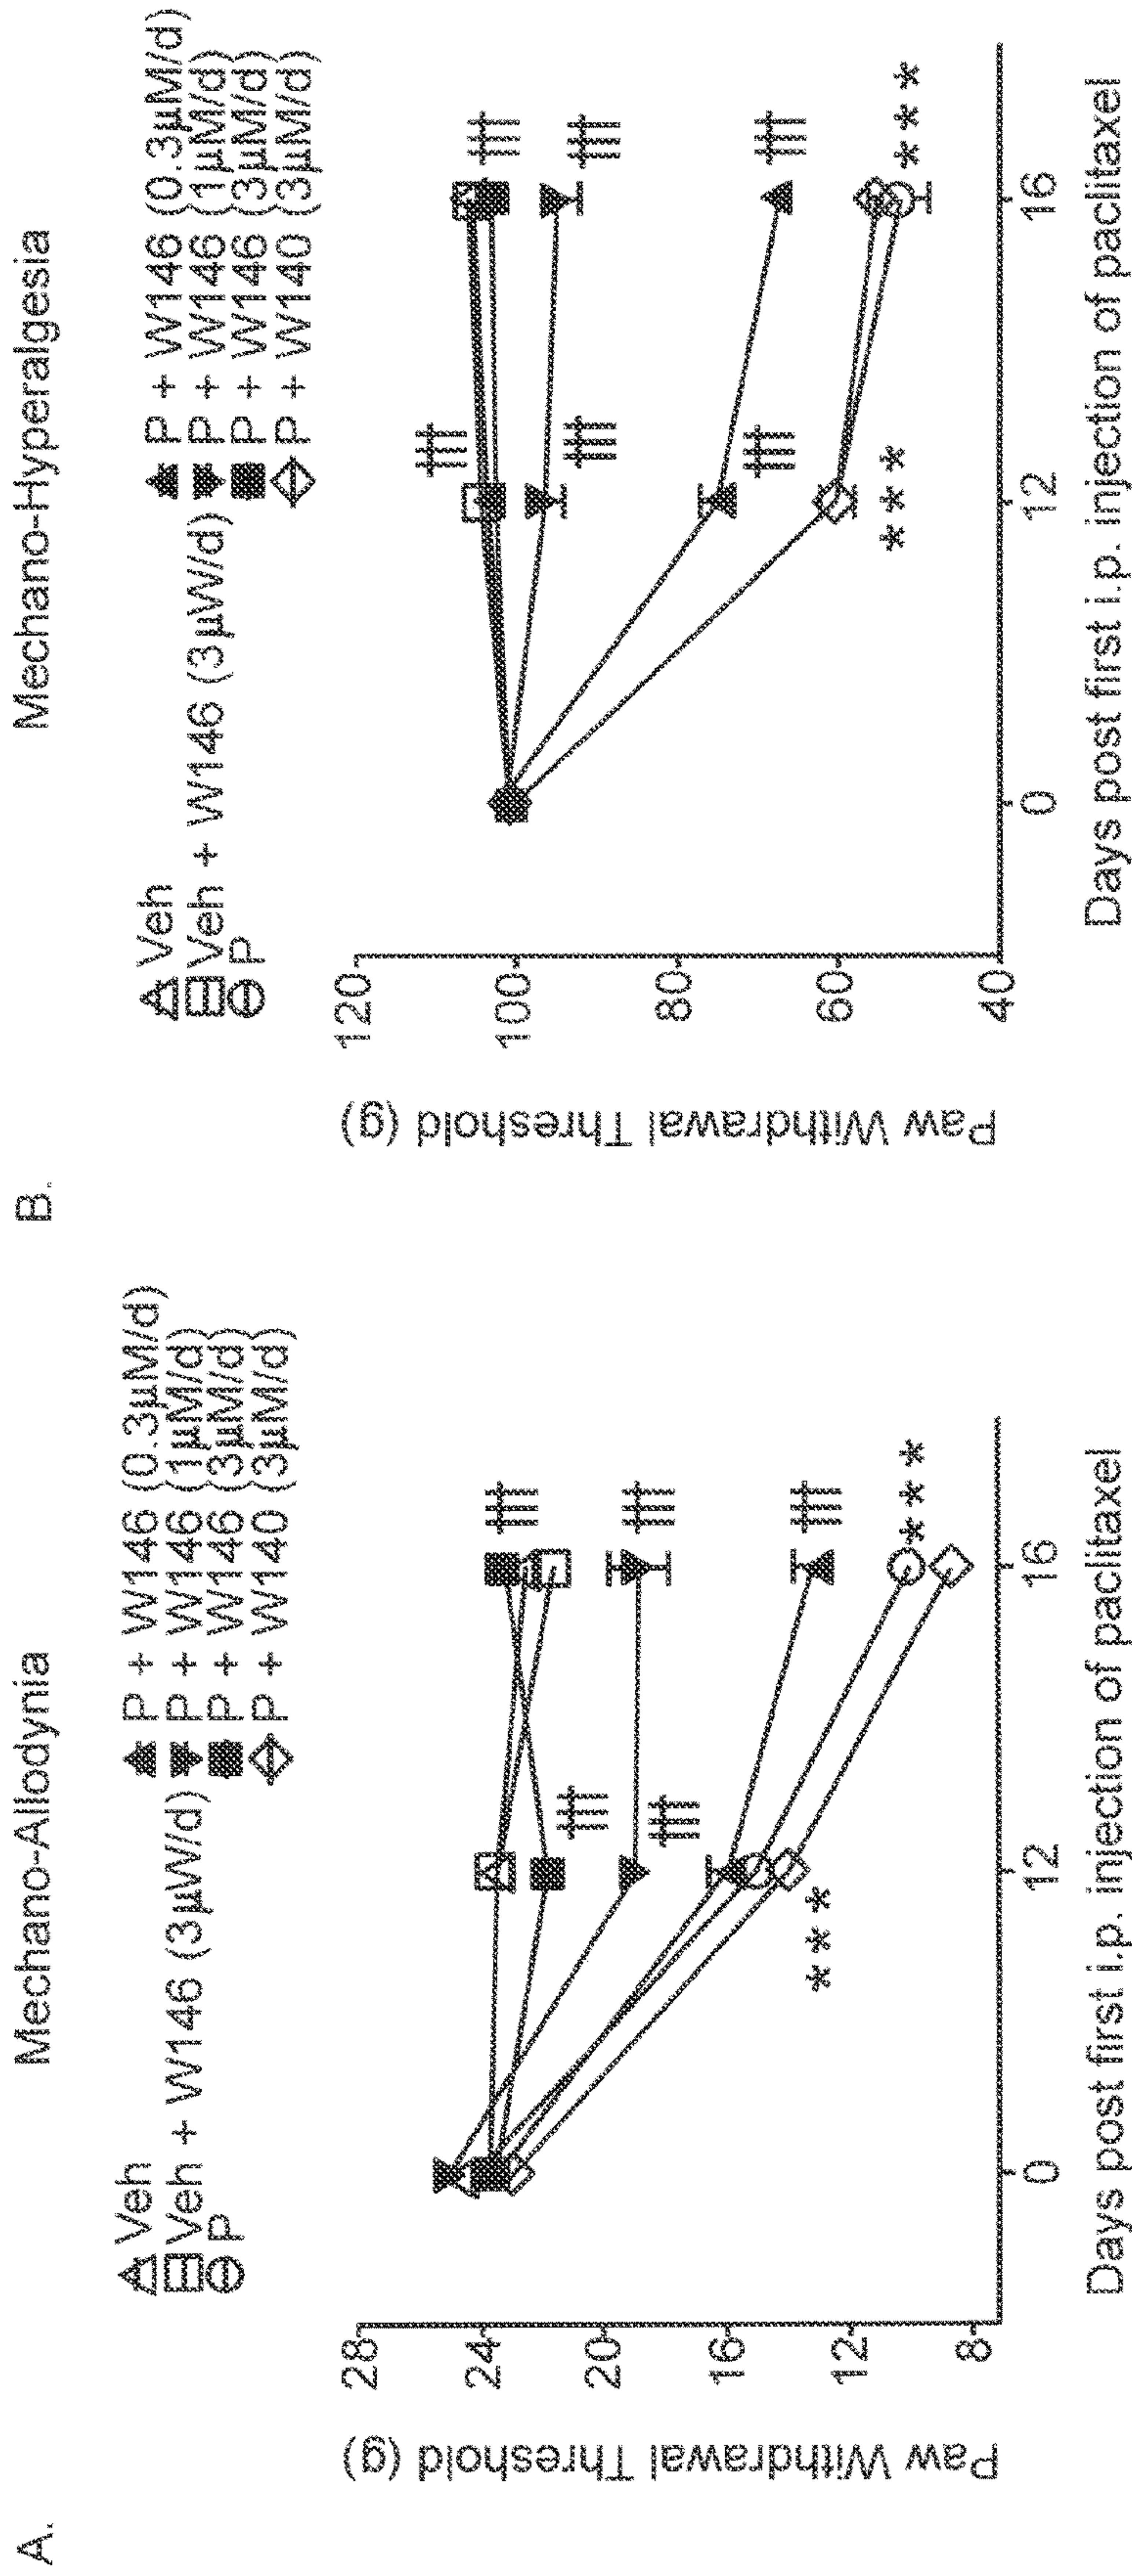 A.
Mechano-Allodynia
Veh
Veh + W146 (3µW/d)
P
P + W146 (0.3µM/d)
P + W146 (1µM/d)
P + W146 (3µM/d)
P + W140 (3µM/d)
Paw Withdrawal Threshold (g)
28
24
20
16
12
8
†††
†††
†††
†††
†††
***
***
0
12
16
Days post first i.p. injection of paclitaxel
B.
Mechano-Hyperalgesia
Veh
Veh + W146 (3µW/d)
P
P + W146 (0.3µM/d)
P + W146 (1µM/d)
P + W146 (3µM/d)
P + W140 (3µM/d)
Paw Withdrawal Threshold (g)
120
100
80
60
40
†††
†††
†††
†††
†††
†††
***
***
0
12
16
Days post first i.p. injection of paclitaxel